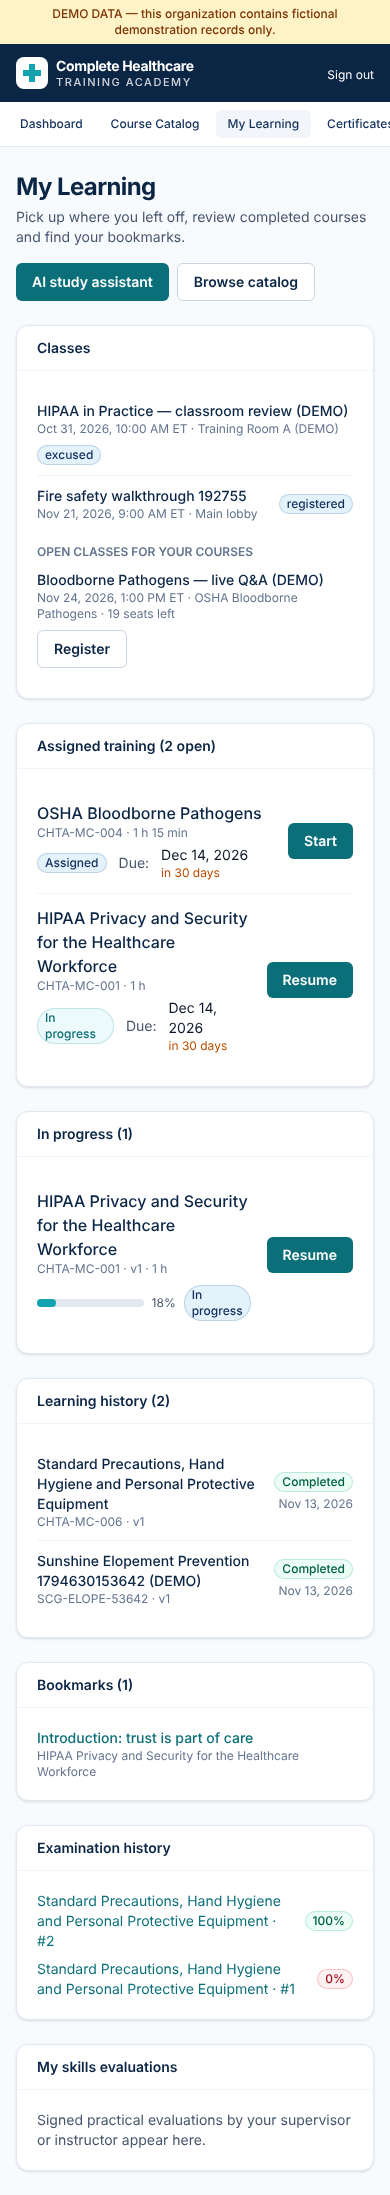 DEMO DATA — this organization contains fictional
demonstration records only.
Complete Healthcare
TRAINING ACADEMY
Sign out
Dashboard
Course Catalog
My Learning
Certificates
My Learning
Pick up where you left off, review completed courses
and find your bookmarks.
AI study assistant
Browse catalog
Classes
HIPAA in Practice — classroom review (DEMO)
Oct 31, 2026, 10:00 AM ET · Training Room A (DEMO)
excused
Fire safety walkthrough 192755
Nov 21, 2026, 9:00 AM ET · Main lobby
registered
OPEN CLASSES FOR YOUR COURSES
Bloodborne Pathogens — live Q&A (DEMO)
Nov 24, 2026, 1:00 PM ET · OSHA Bloodborne
Pathogens · 19 seats left
Register
Assigned training (2 open)
OSHA Bloodborne Pathogens
CHTA-MC-004 · 1 h 15 min
Assigned
Due:
Dec 14, 2026
in 30 days
Start
HIPAA Privacy and Security
for the Healthcare
Workforce
CHTA-MC-001 · 1 h
In
progress
Due:
Dec 14,
2026
in 30 days
Resume
In progress (1)
HIPAA Privacy and Security
for the Healthcare
Workforce
CHTA-MC-001 · v1 · 1 h
18%
In
progress
Resume
Learning history (2)
Standard Precautions, Hand
Hygiene and Personal Protective
Equipment
CHTA-MC-006 · v1
Completed
Nov 13, 2026
Sunshine Elopement Prevention
1794630153642 (DEMO)
SCG-ELOPE-53642 · v1
Completed
Nov 13, 2026
Bookmarks (1)
Introduction: trust is part of care
HIPAA Privacy and Security for the Healthcare
Workforce
Examination history
Standard Precautions, Hand Hygiene
and Personal Protective Equipment ·
#2
100%
Standard Precautions, Hand Hygiene
and Personal Protective Equipment · #1
0%
My skills evaluations
Signed practical evaluations by your supervisor
or instructor appear here.